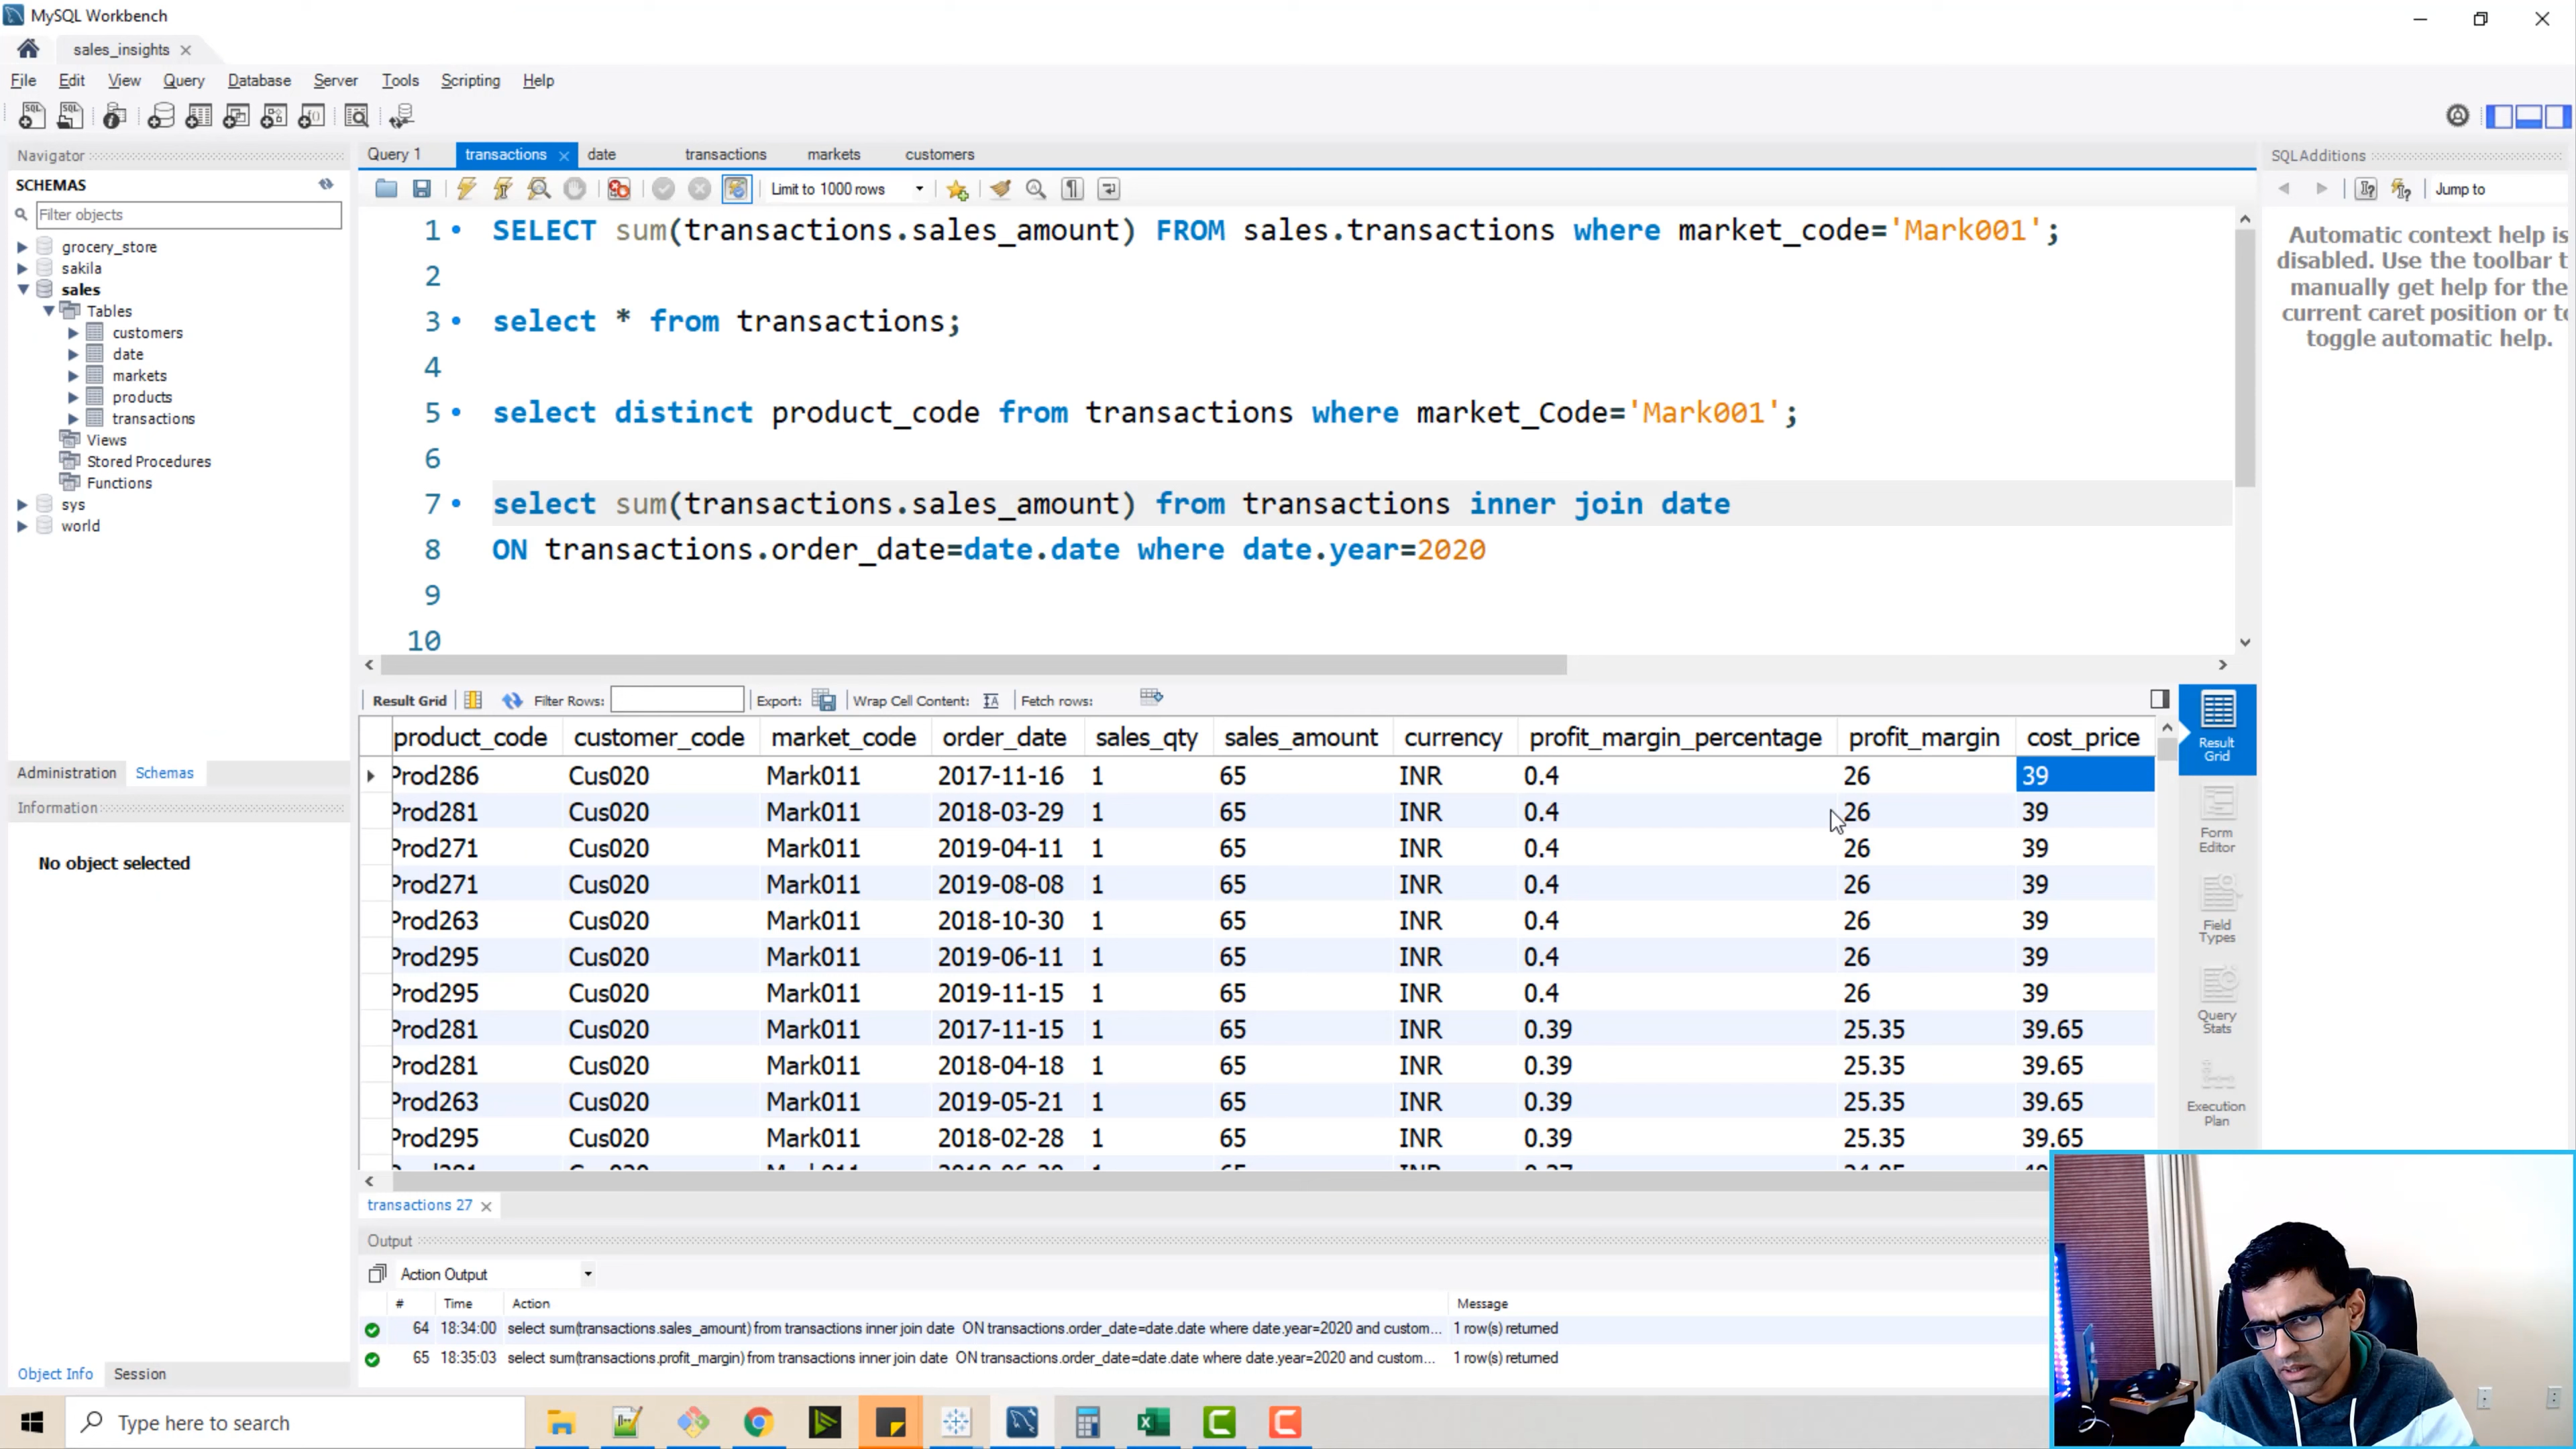 MySQL Workbench
sales_insights
File Edit View Query Database Server Tools Scripting Help
Navigator
SCHEMAS
Filter objects
grocery_store
sakila
sales
Tables
customers
date
markets
products
transactions
Views
Stored Procedures
Functions
sys
world
Administration Schemas
Information
No object selected
Object Info Session
Query 1 transactions date transactions markets customers
Limit to 1000 rows
1 SELECT sum(transactions.sales_amount) FROM sales.transactions where market_code='Mark001';
2
3 select * from transactions;
4
5 select distinct product_code from transactions where market_Code='Mark001';
6
7 select sum(transactions.sales_amount) from transactions inner join date
8 ON transactions.order_date=date.date where date.year=2020
9
10
SQLAdditions
Jump to
Automatic context help is
disabled. Use the toolbar t
manually get help for the
current caret position or to
toggle automatic help.
Result Grid Filter Rows: Export: Wrap Cell Content: Fetch rows:
product_code customer_code market_code order_date sales_qty sales_amount currency profit_margin_percentage profit_margin cost_price
Prod286 Cus020 Mark011 2017-11-16 1 65 INR 0.4 26 39
Prod281 Cus020 Mark011 2018-03-29 1 65 INR 0.4 26 39
Prod271 Cus020 Mark011 2019-04-11 1 65 INR 0.4 26 39
Prod271 Cus020 Mark011 2019-08-08 1 65 INR 0.4 26 39
Prod263 Cus020 Mark011 2018-10-30 1 65 INR 0.4 26 39
Prod295 Cus020 Mark011 2019-06-11 1 65 INR 0.4 26 39
Prod295 Cus020 Mark011 2019-11-15 1 65 INR 0.4 26 39
Prod281 Cus020 Mark011 2017-11-15 1 65 INR 0.39 25.35 39.65
Prod281 Cus020 Mark011 2018-04-18 1 65 INR 0.39 25.35 39.65
Prod263 Cus020 Mark011 2019-05-21 1 65 INR 0.39 25.35 39.65
Prod295 Cus020 Mark011 2018-02-28 1 65 INR 0.39 25.35 39.65
Result
Grid
Form
Editor
Field
Types
Query
Stats
Execution
Plan
transactions 27
Output
Action Output
# Time Action Message
64 18:34:00 select sum(transactions.sales_amount) from transactions inner join date ON transactions.order_date=date.date where date.year=2020 and custom... 1 row(s) returned
65 18:35:03 select sum(transactions.profit_margin) from transactions inner join date ON transactions.order_date=date.date where date.year=2020 and custom... 1 row(s) returned
Type here to search